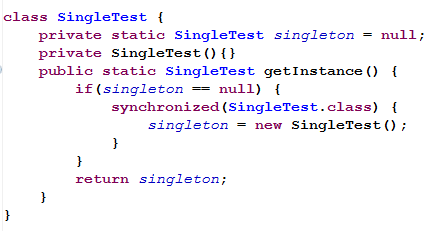 class SingleTest {
    private static SingleTest singleton = null;
    private SingleTest(){}
    public static SingleTest getInstance() {
        if(singleton == null) {
            synchronized(SingleTest.class) {
                singleton = new SingleTest();
            }
        }
        return singleton;
    }
}